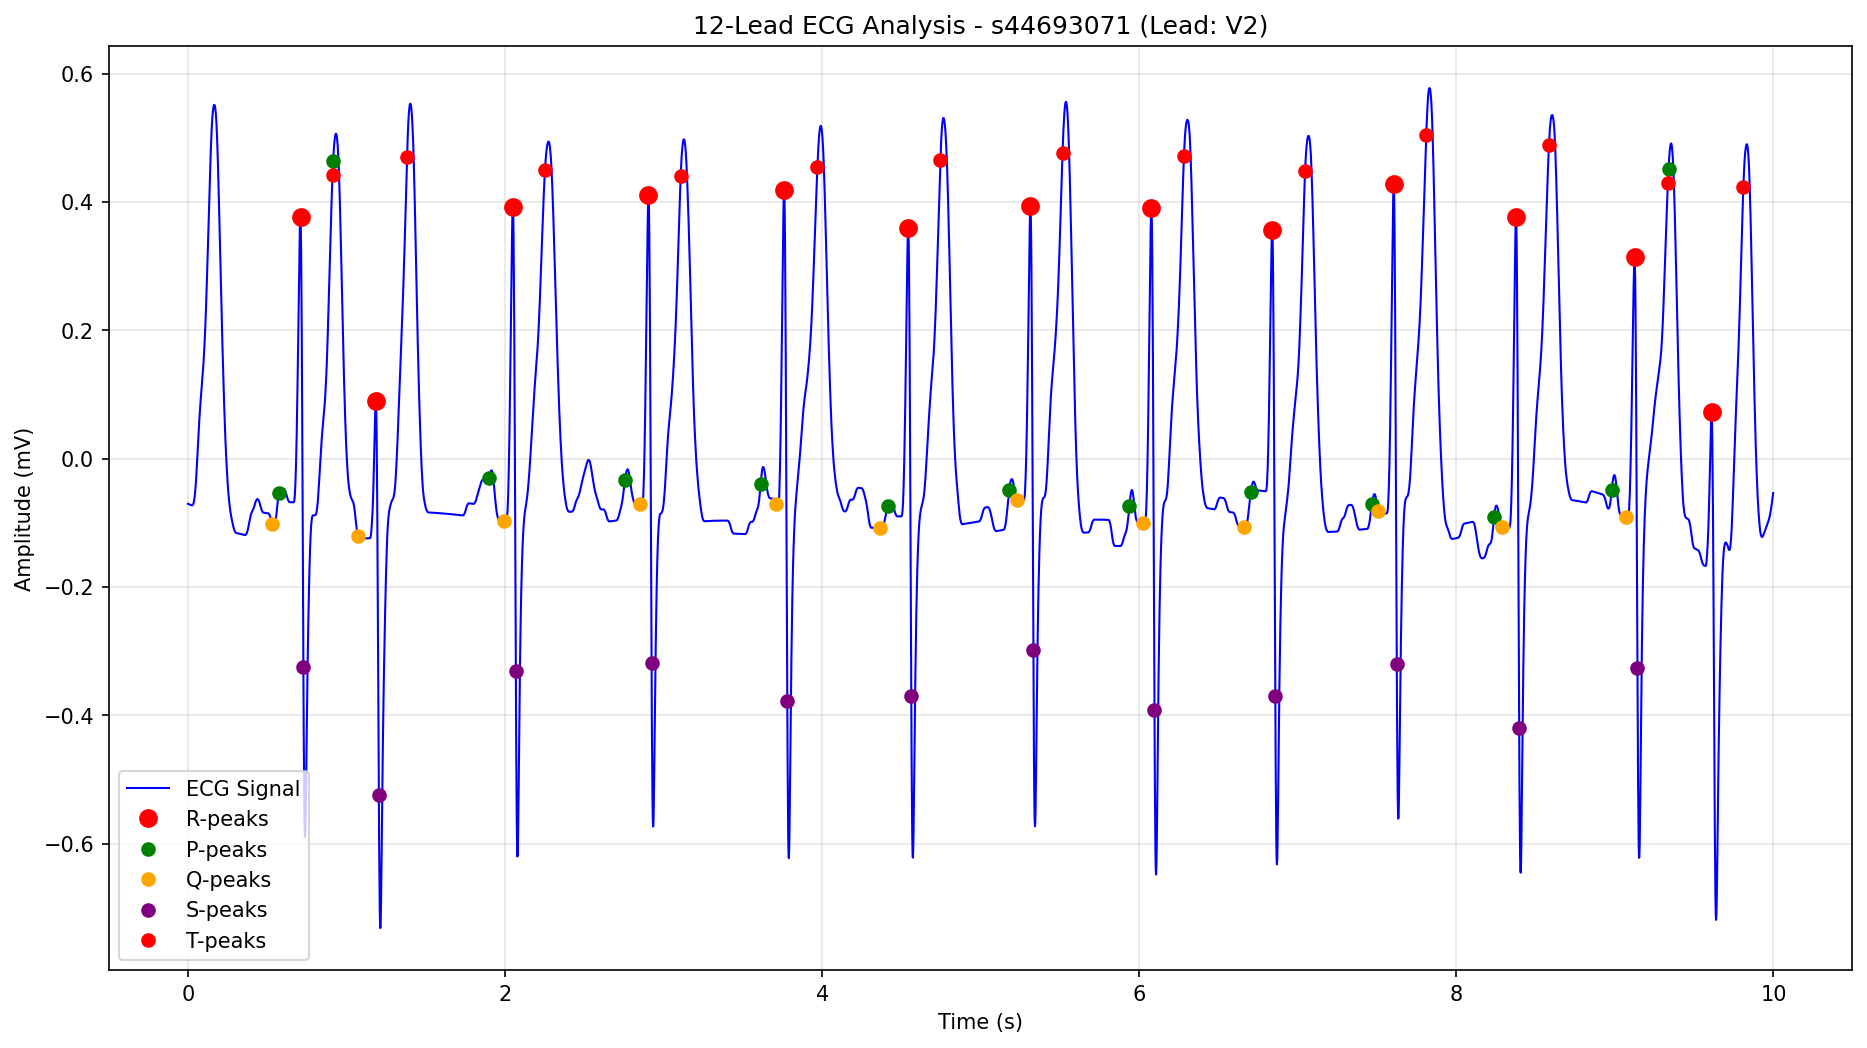 12-Lead ECG Analysis - s44693071 (Lead: V2)
Amplitude (mV)
0.6
0.4
0.2
0.0
−0.2
−0.4
−0.6
ECG Signal
R-peaks
P-peaks
Q-peaks
S-peaks
T-peaks
0 2 4 6 8 10
Time (s)